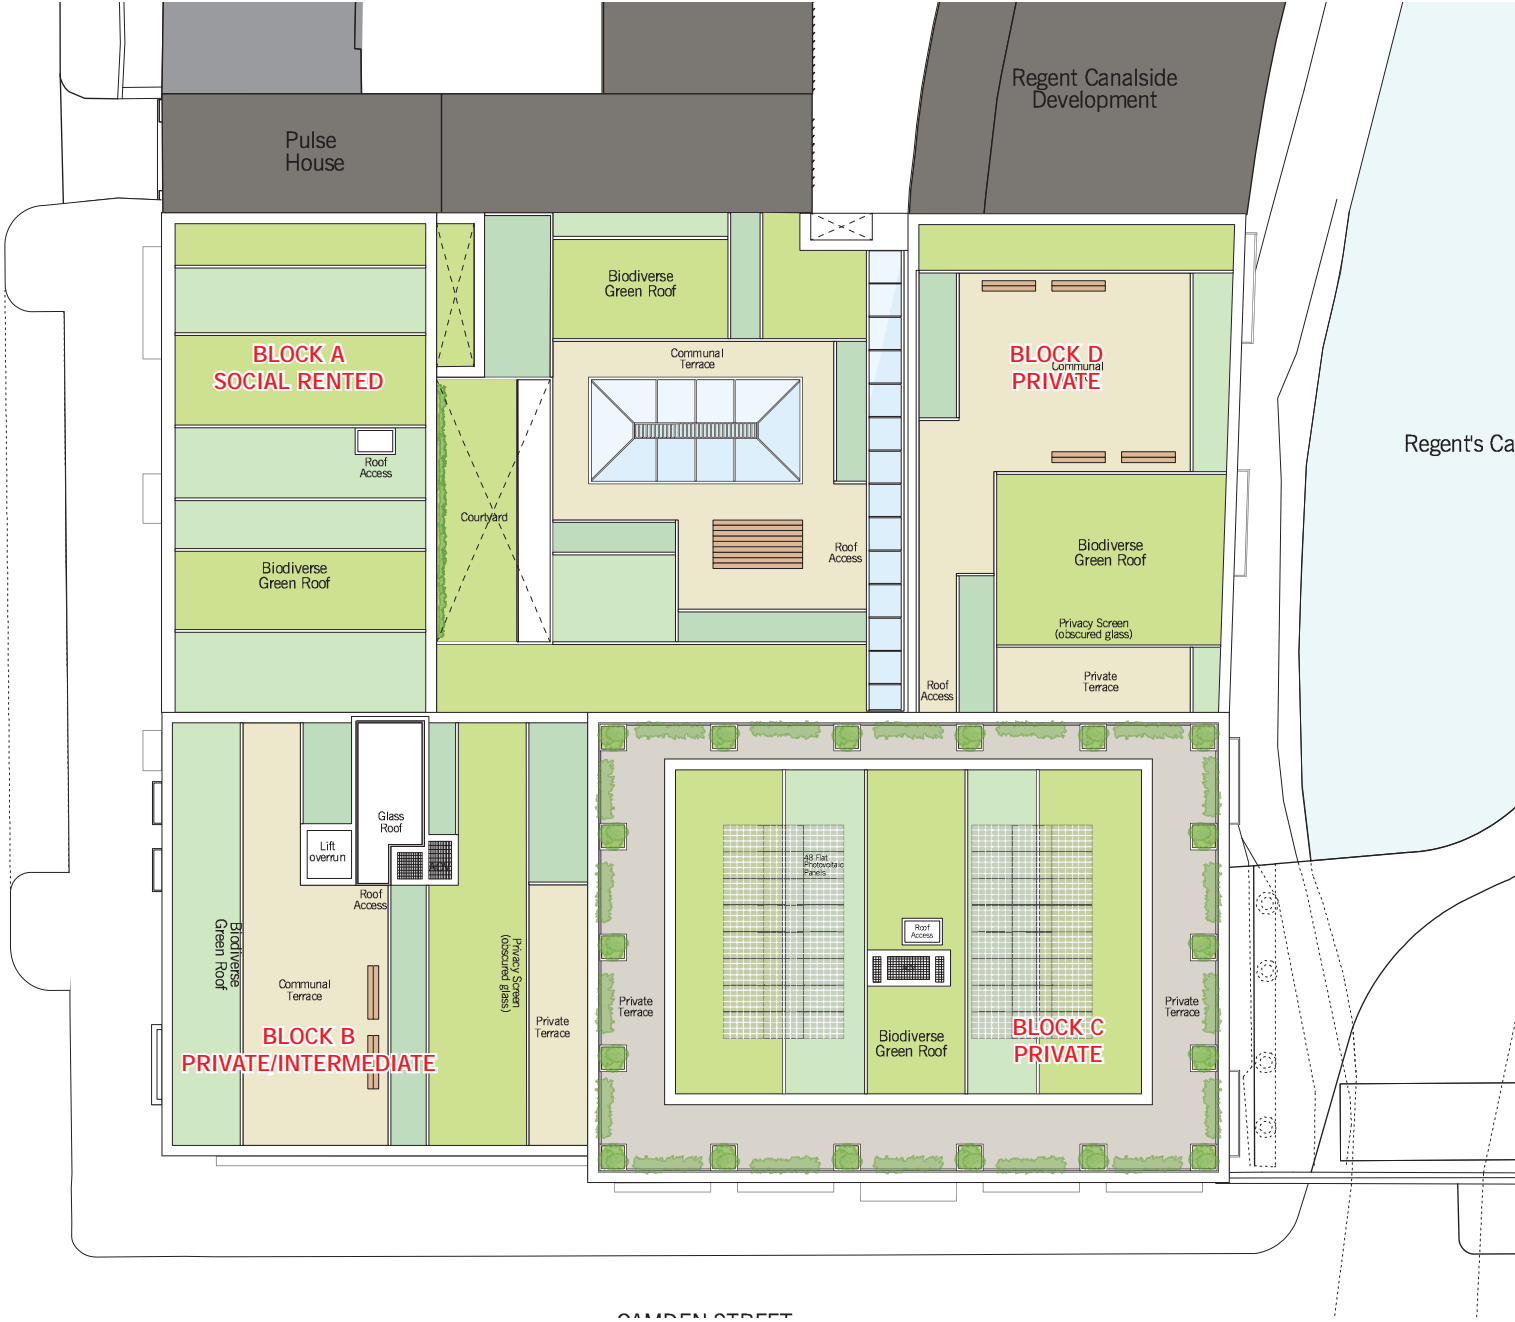 Regent Canalside
Development
Pulse
House
Biodiverse
Green Roof
Communal
Terrace
BLOCK A
SOCIAL RENTED
BLOCK D
Communal
PRIVATE
Roof
Access
Regent's Ca
Courtyard
Roof
Access
Biodiverse
Green Roof
Biodiverse
Green Roof
Privacy Screen
(obscured glass)
Private
Terrace
Roof
Access
Glass
Roof
Lift
overrun
Roof
Access
48 Flat
Photovoltaic
Panels
Roof
Access
Biodiverse
Green Roof
Privacy Screen
(obscured glass)
Communal
Terrace
Private
Terrace
Private
Terrace
Private
Terrace
BLOCK B
PRIVATE/INTERMEDIATE
Biodiverse
Green Roof
BLOCK C
PRIVATE
CAMDEN STREET